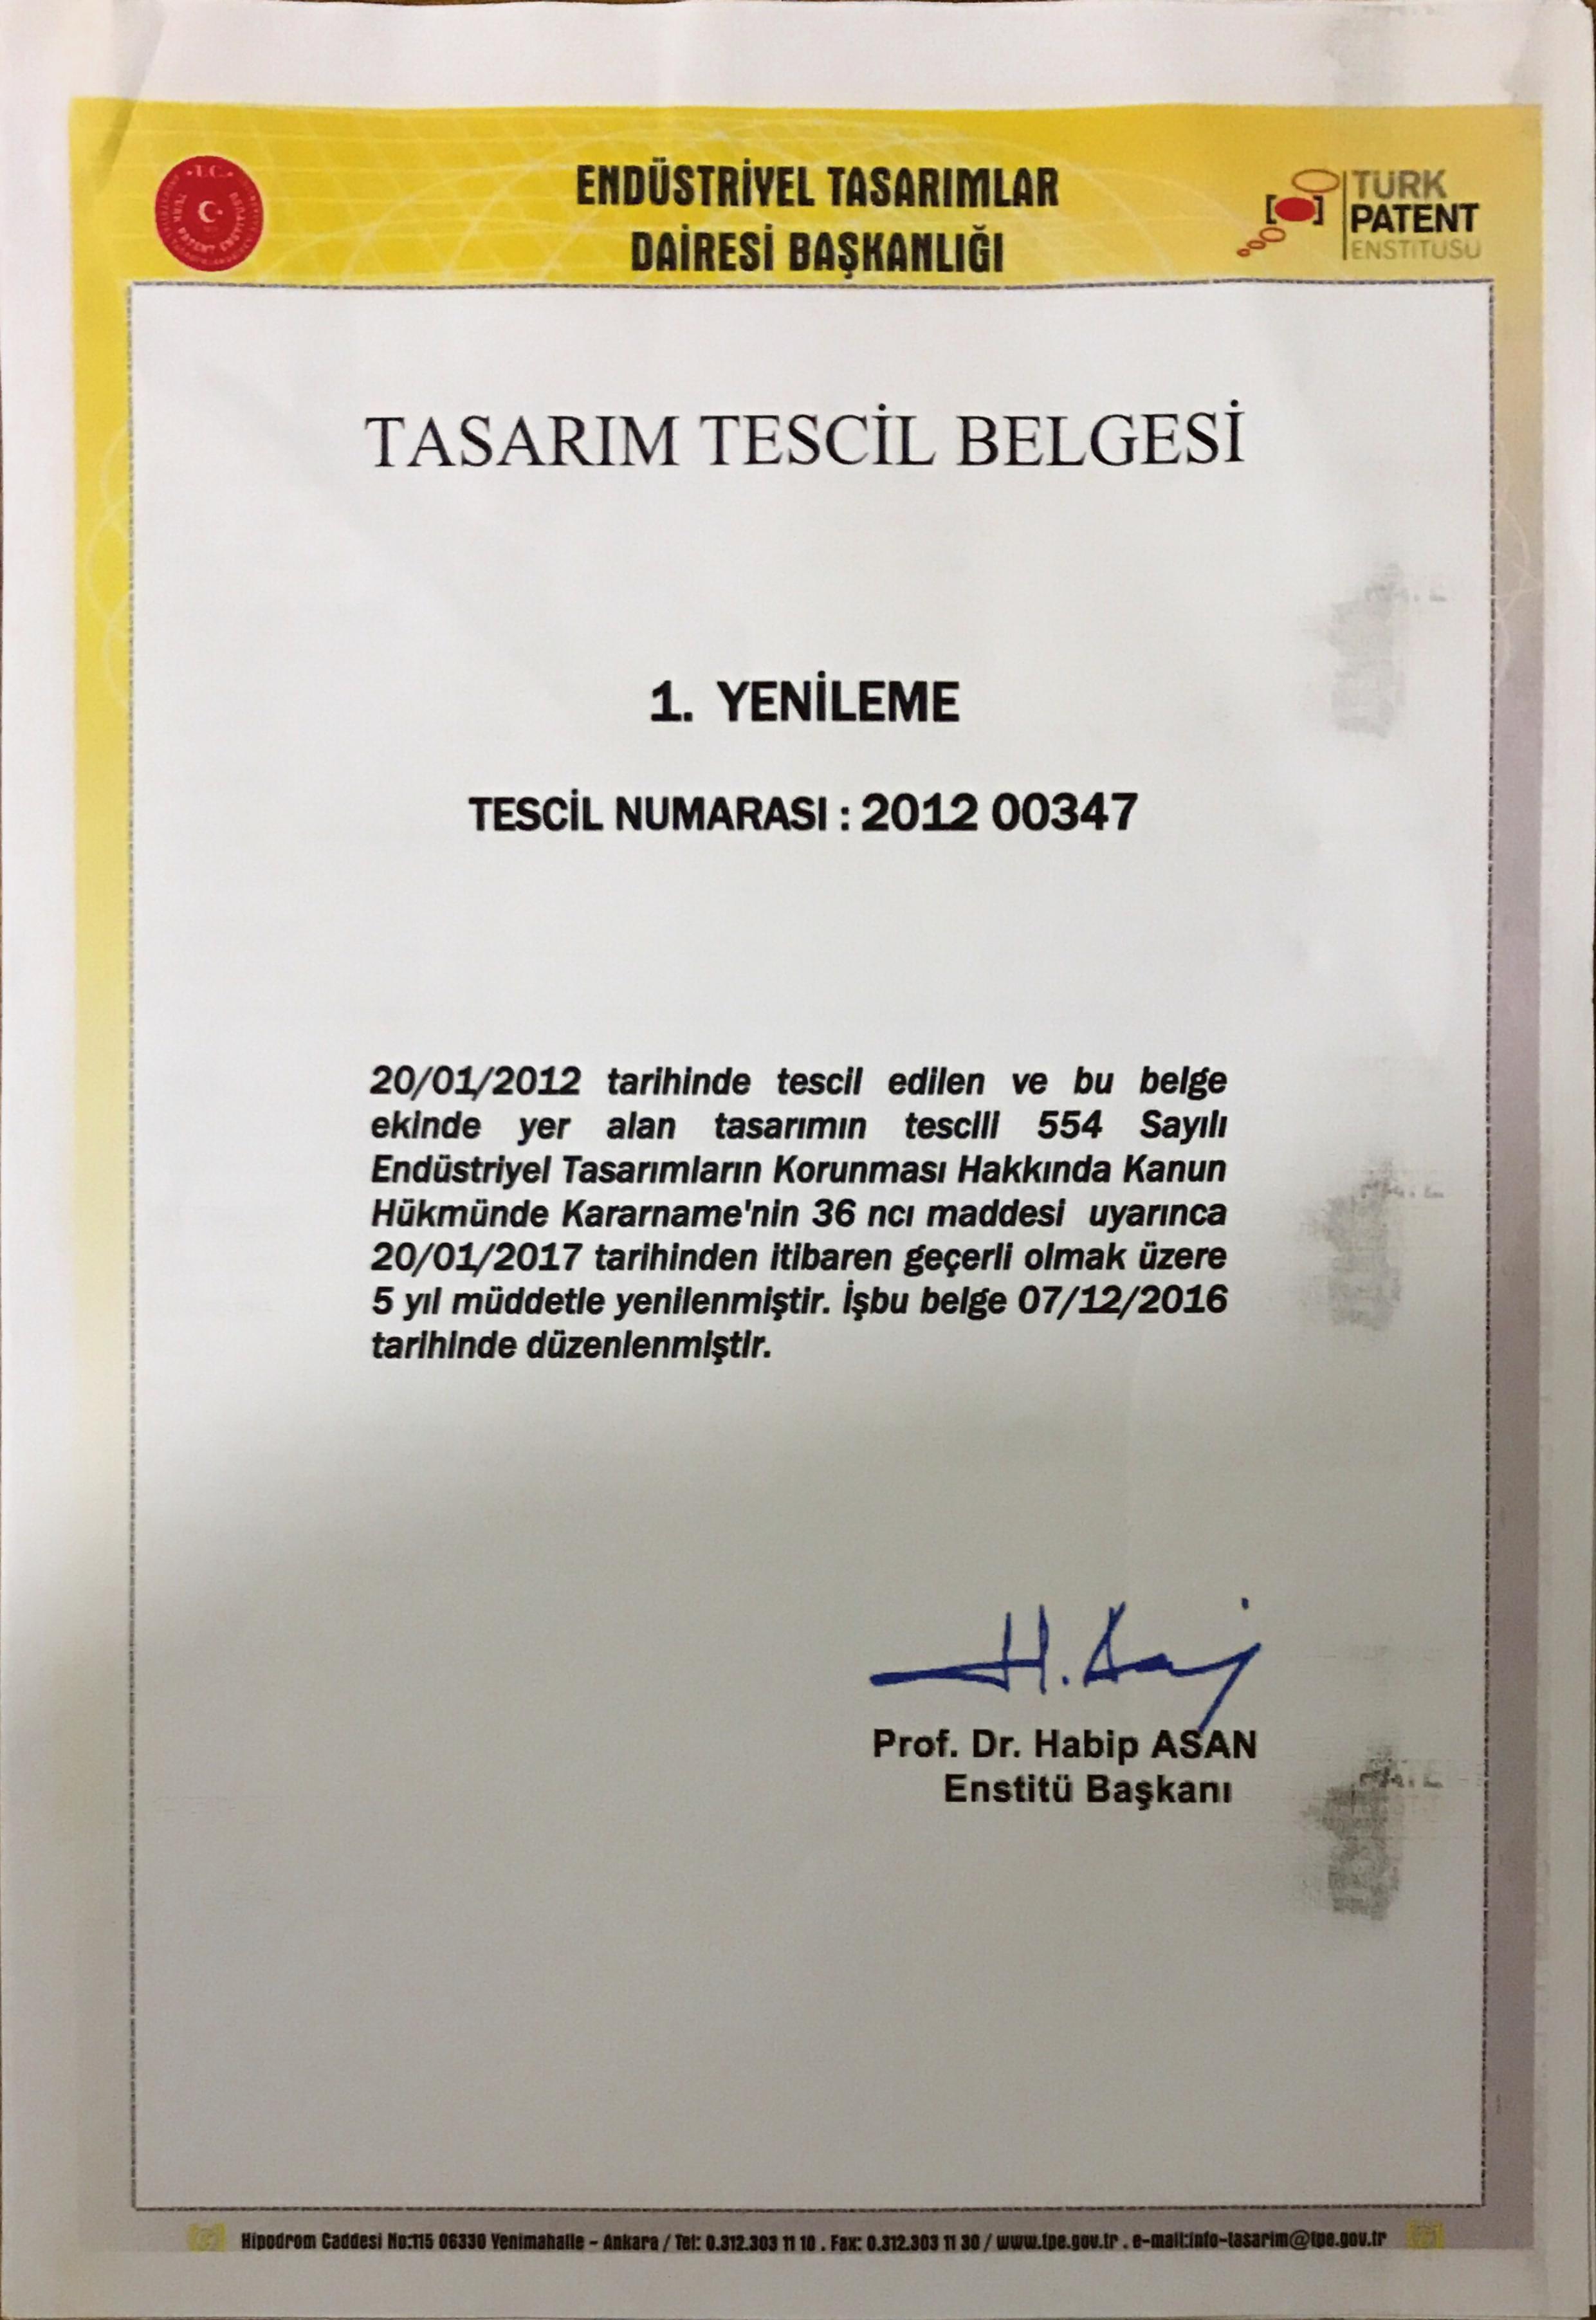 T.C.
TÜRK PATENT ENSTİTÜSÜ
ENDÜSTRİYEL TASARIMLAR
DAİRESİ BAŞKANLIĞI
TÜRK
PATENT
ENSTİTÜSÜ
TASARIM TESCİL BELGESİ
1. YENİLEME
TESCİL NUMARASI : 2012 00347
20/01/2012 tarihinde tescil edilen ve bu belge
ekinde yer alan tasarımın tescili 554 Sayılı
Endüstriyel Tasarımların Korunması Hakkında Kanun
Hükmünde Kararname'nin 36 ncı maddesi uyarınca
20/01/2017 tarihinden itibaren geçerli olmak üzere
5 yıl müddetle yenilenmiştir. İşbu belge 07/12/2016
tarihinde düzenlenmiştir.
Prof. Dr. Habip ASAN
Enstitü Başkanı
Hipodrom Caddesi No:115 06330 Yenimahalle - Ankara / Tel: 0.312.303 11 10 . Fax: 0.312.303 11 30 / www.tpe.gov.tr . e-mail:info-tasarim@tpe.gov.tr